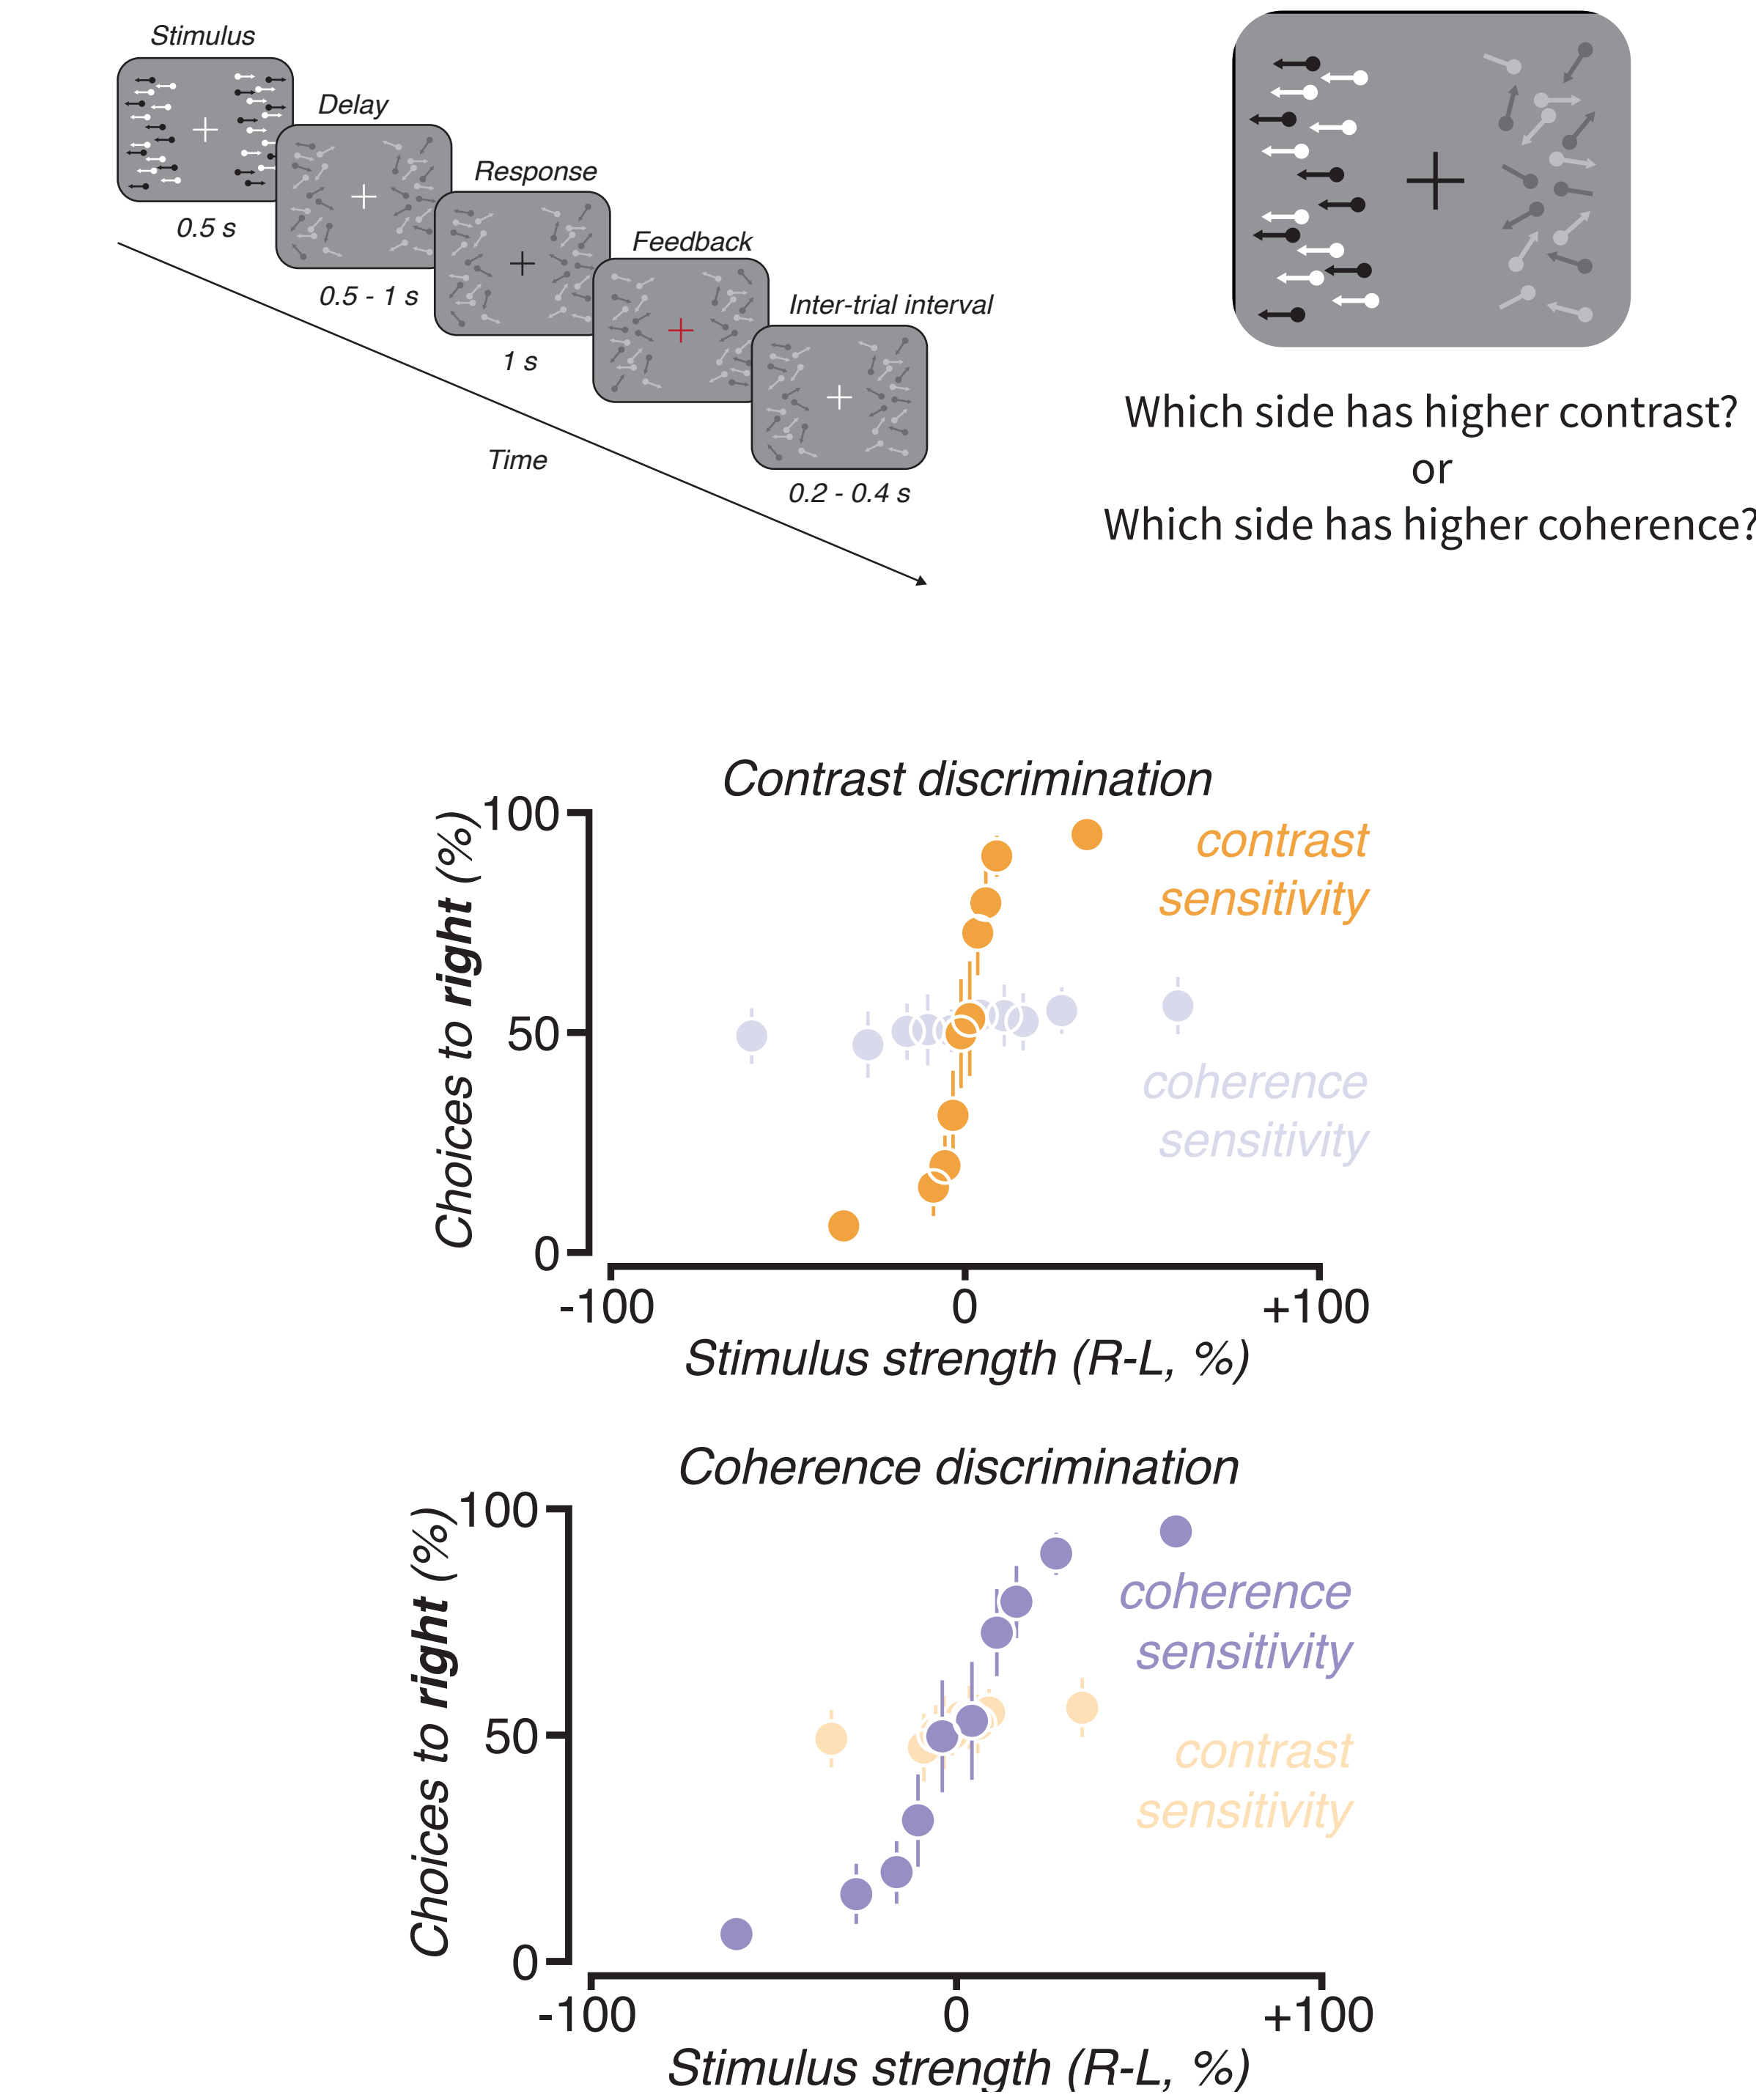 Stimulus
Delay
Response
Feedback
Inter-trial interval
0.5 s
0.5 - 1 s
1 s
0.2 - 0.4 s
Time
Which side has higher contrast?
or
Which side has higher coherence?
Contrast discrimination
Choices to right (%)
100
50
0
contrast
sensitivity
coherence
sensitivity
-100
0
+100
Stimulus strength (R-L, %)
Coherence discrimination
Choices to right (%)
100
50
0
coherence
sensitivity
contrast
sensitivity
-100
0
+100
Stimulus strength (R-L, %)